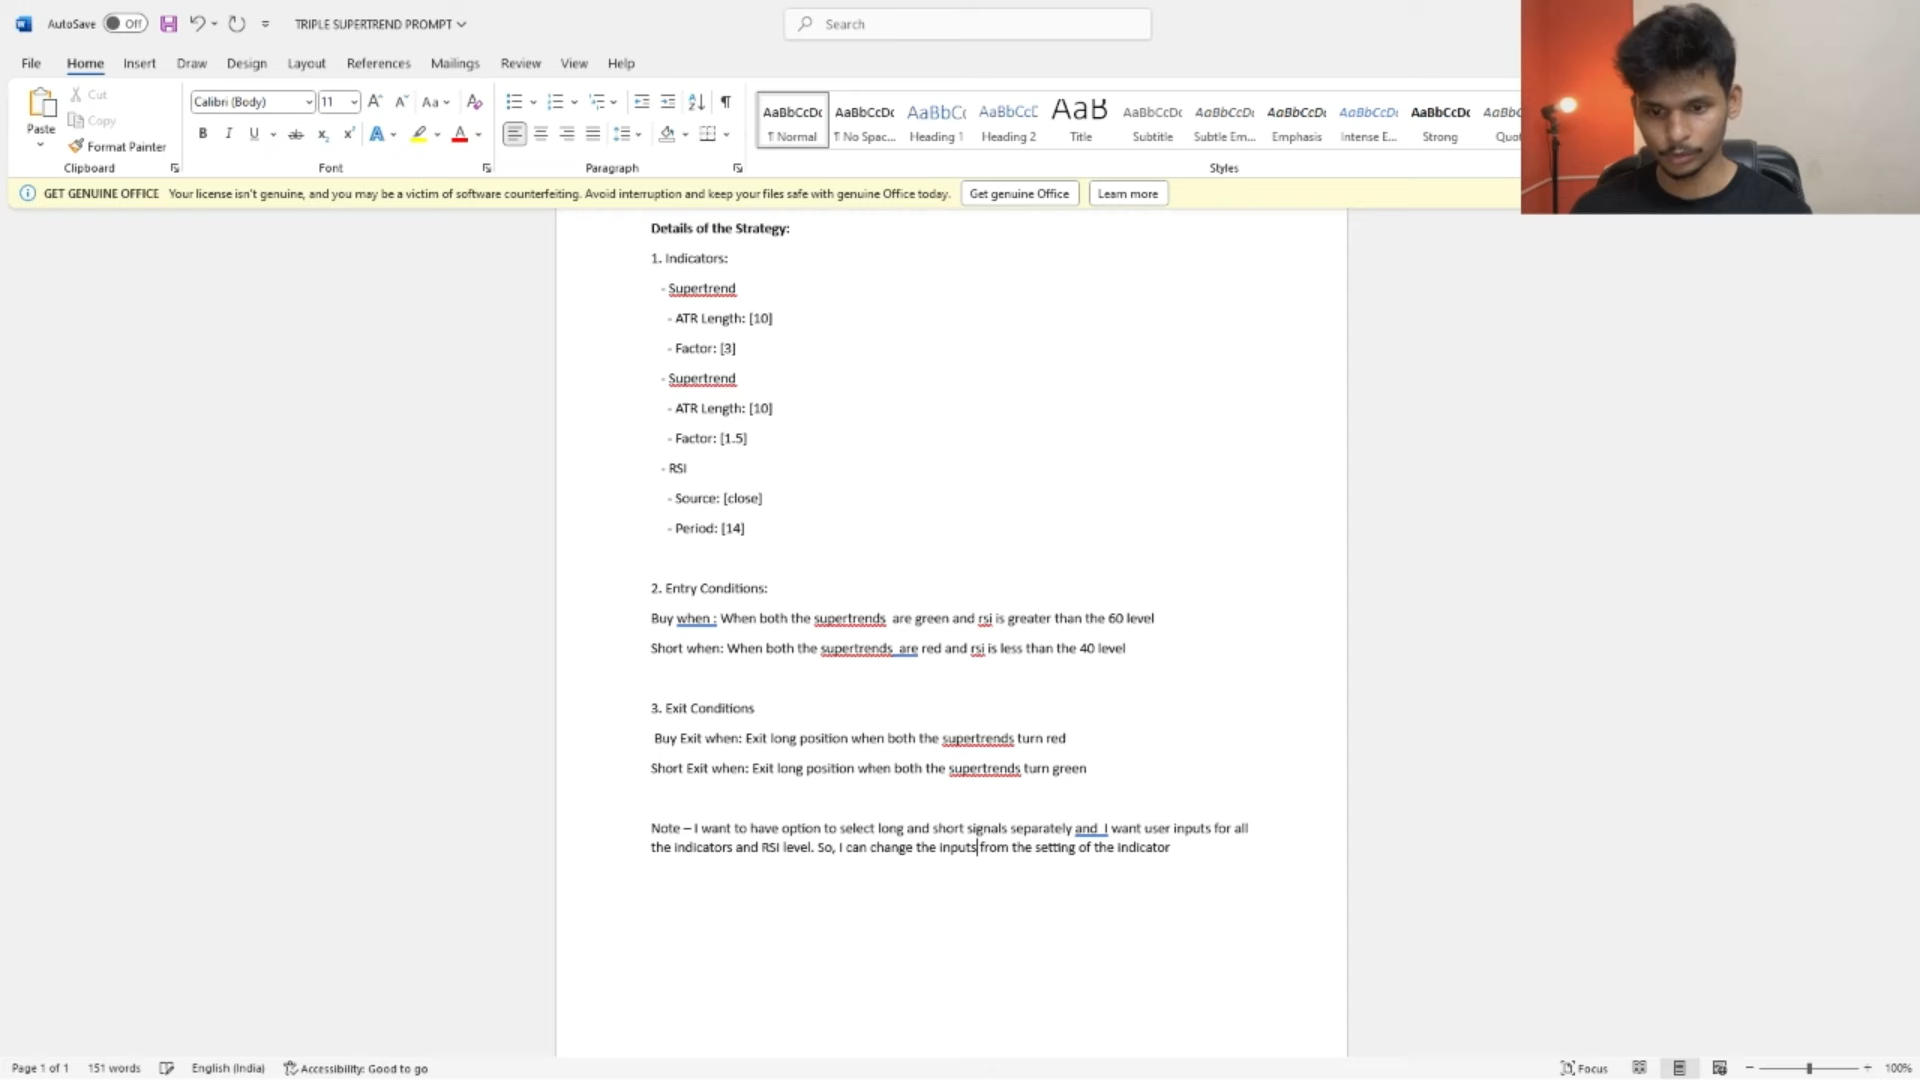 AutoSave Off TRIPLE SUPERTREND PROMPT Search
File Home Insert Draw Design Layout References Mailings Review View Help
Paste Cut Copy Format Painter Clipboard
Calibri (Body) 11 Aa B I U ab x₂ x² A A Font
Paragraph
AaBbCcDc AaBbCcDc AaBbCc AaBbCcC AaB AaBbCcDc AaBbCcDc AaBbCcDc AaBbCcDc AaBbCcDc AaBbC
¶ Normal ¶ No Spac... Heading 1 Heading 2 Title Subtitle Subtle Em... Emphasis Intense E... Strong Quot
Styles
GET GENUINE OFFICE Your license isn't genuine, and you may be a victim of software counterfeiting. Avoid interruption and keep your files safe with genuine Office today. Get genuine Office Learn more
Details of the Strategy:
1. Indicators:
- Supertrend
- ATR Length: [10]
- Factor: [3]
- Supertrend
- ATR Length: [10]
- Factor: [1.5]
- RSI
- Source: [close]
- Period: [14]
2. Entry Conditions:
Buy when : When both the supertrends are green and rsi is greater than the 60 level
Short when: When both the supertrends are red and rsi is less than the 40 level
3. Exit Conditions
Buy Exit when: Exit long position when both the supertrends turn red
Short Exit when: Exit long position when both the supertrends turn green
Note – I want to have option to select long and short signals separately and I want user inputs for all
the indicators and RSI level. So, I can change the inputs from the setting of the indicator
Page 1 of 1 151 words English (India) Accessibility: Good to go Focus 100%